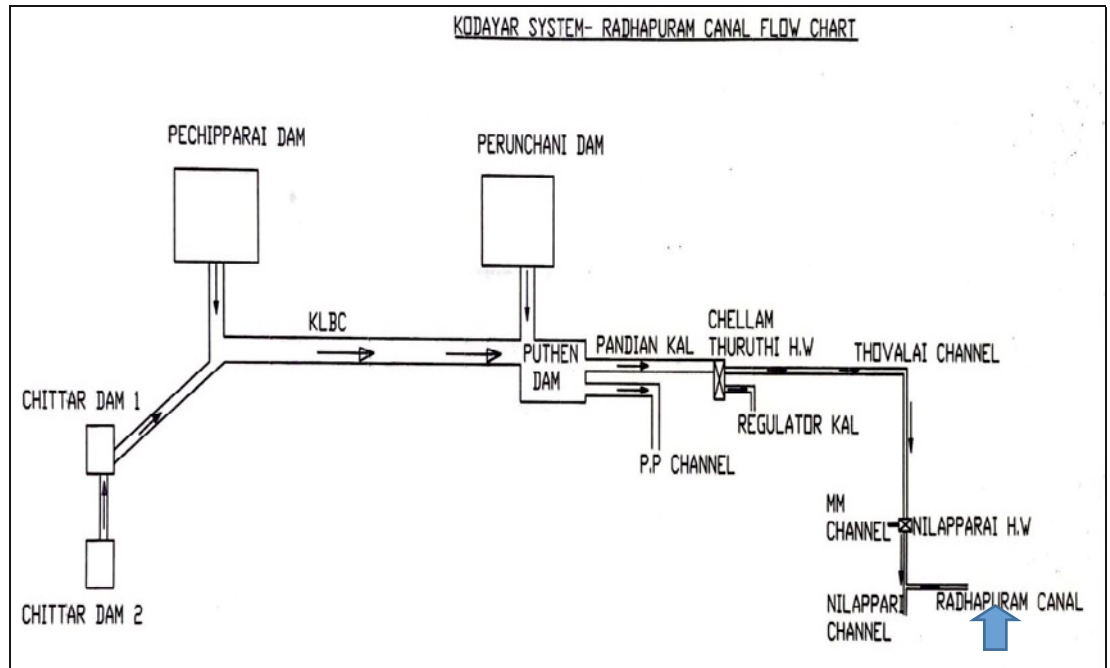 KODAYAR SYSTEM- RADHAPURAM CANAL FLOW CHART
PECHIPPARAI DAM
PERUNCHANI DAM
KLBC
PUTHEN
DAM
PANDIAN KAL
CHELLAM
THURUTHI H.W
THOVALAI CHANNEL
CHITTAR DAM 1
REGULATOR KAL
P.P CHANNEL
MM
CHANNEL
NILAPPARAI H.W
CHITTAR DAM 2
NILAPPARI
CHANNEL
RADHAPURAM CANAL